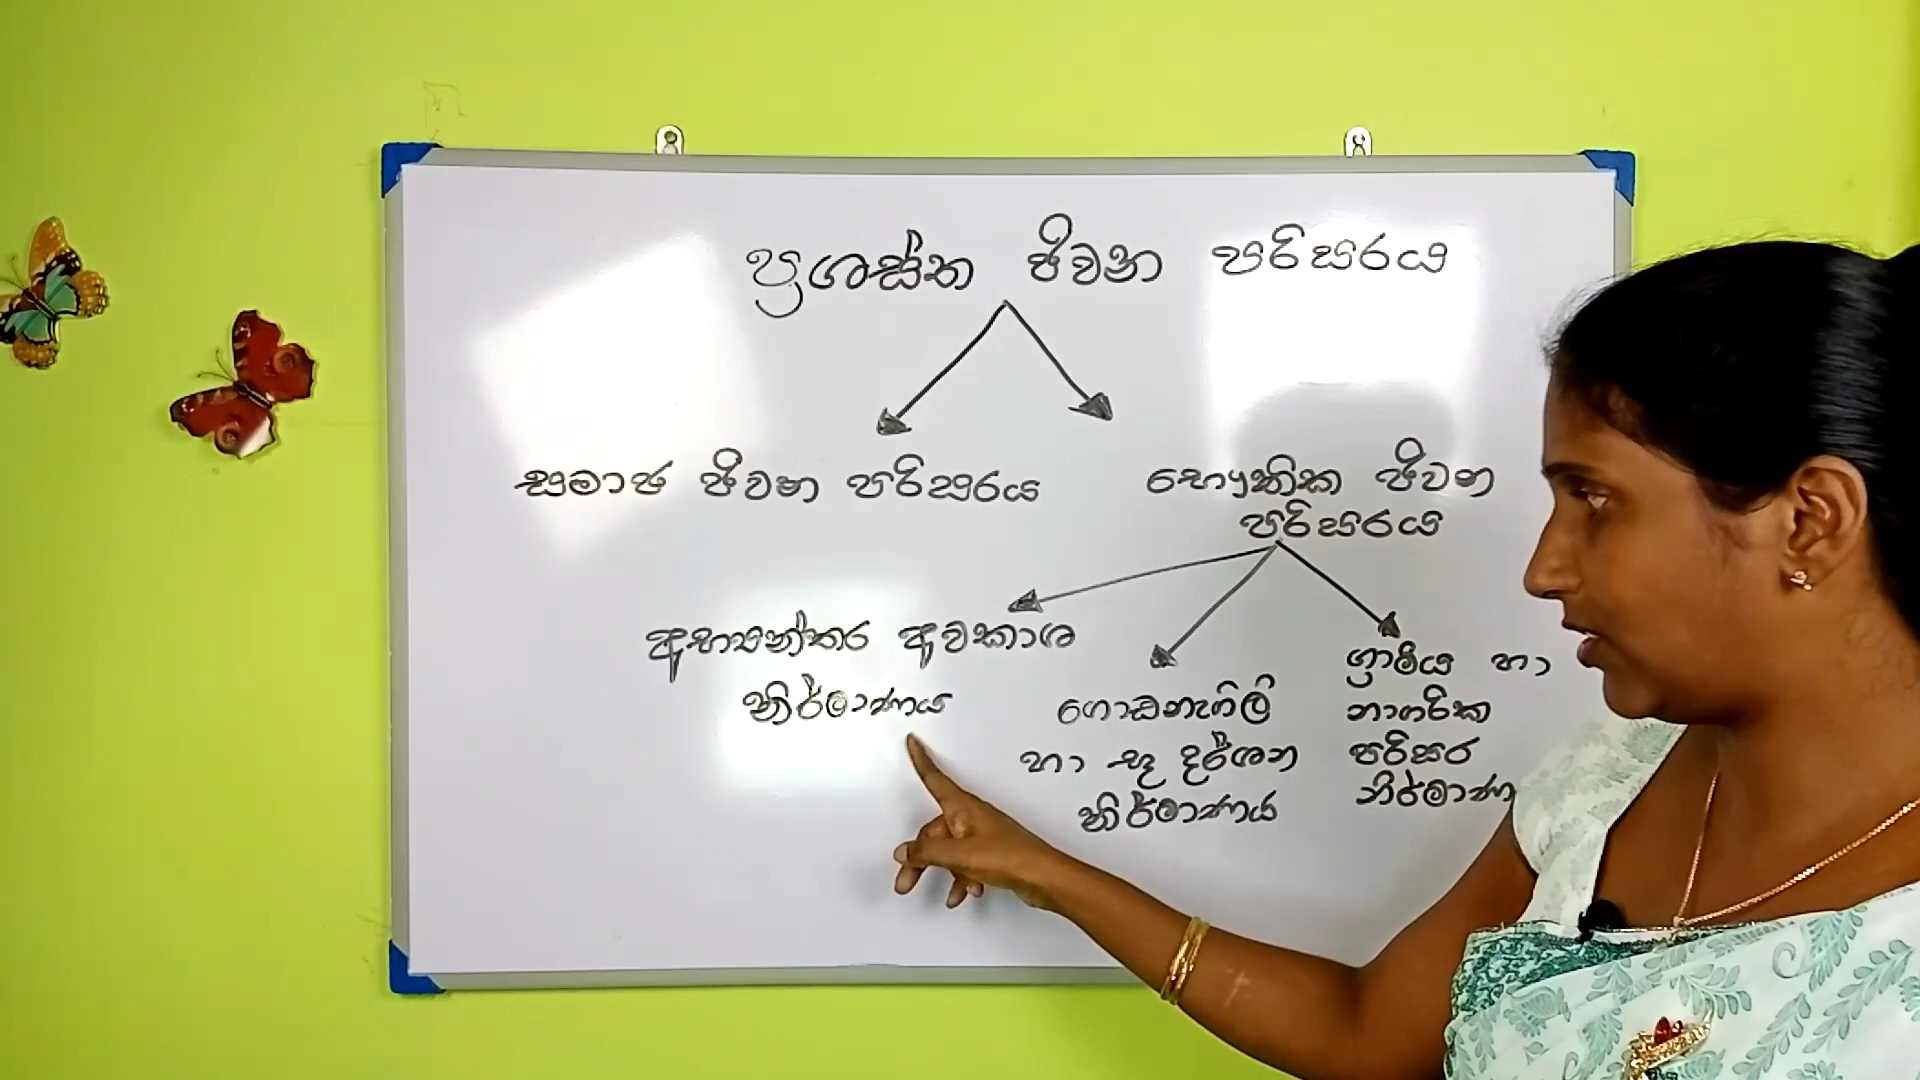 ප්‍රශස්ත ජීවන පරිසරය
සමාජ ජීවන පරිසරය
භෞතික ජීවන
පරිසරය
අභ්‍යන්තර අවකාශ
නිර්මාණය
ගොඩනැගිලි
හා භූ දර්ශන
නිර්මාණය
ග්‍රාමීය හා
නාගරික
පරිසර
නිර්මාණ